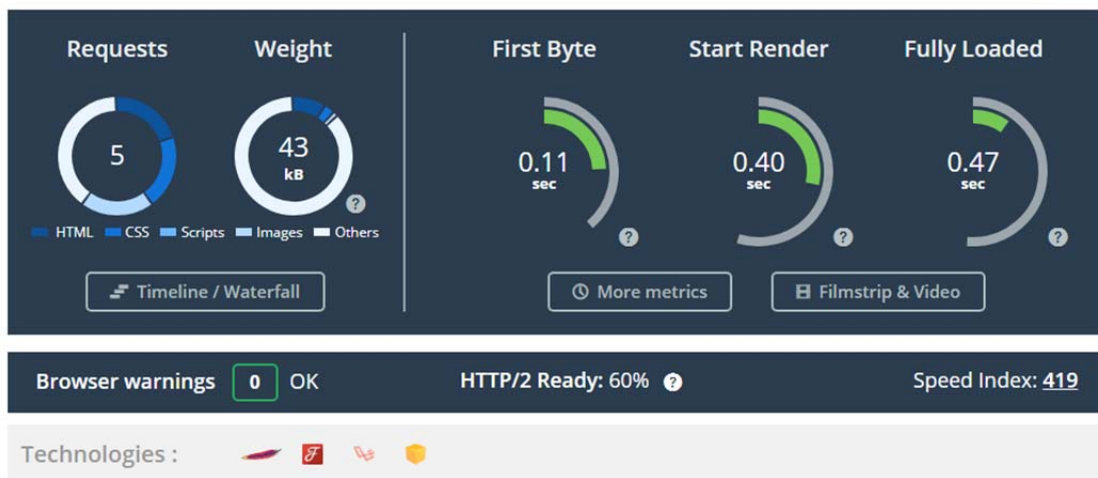 Requests Weight First Byte Start Render Fully Loaded
5 43 kB 0.11 sec 0.40 sec 0.47 sec
? ? ? ?
HTML CSS Scripts Images Others
Timeline / Waterfall More metrics Filmstrip & Video
Browser warnings 0 OK HTTP/2 Ready: 60% ? Speed Index: 419
Technologies :